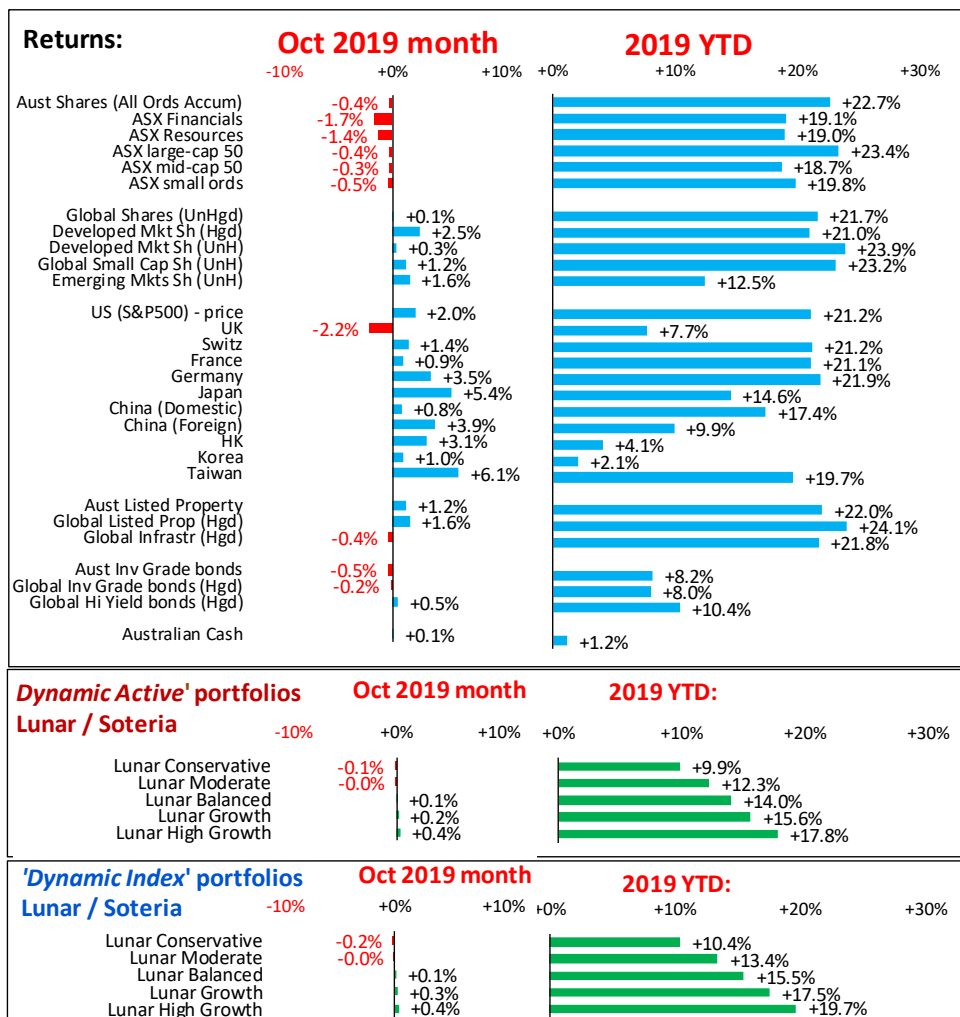 Returns: Oct 2019 month 2019 YTD
-10% +0% +10% +0% +10% +20% +30%
Aust Shares (All Ords Accum) -0.4% +22.7%
ASX Financials -1.7% +19.1%
ASX Resources -1.4% +19.0%
ASX large-cap 50 -0.4% +23.4%
ASX mid-cap 50 -0.3% +18.7%
ASX small ords -0.5% +19.8%
Global Shares (UnHgd) +0.1% +21.7%
Developed Mkt Sh (Hgd) +2.5% +21.0%
Developed Mkt Sh (UnH) +0.3% +23.9%
Global Small Cap Sh (UnH) +1.2% +23.2%
Emerging Mkts Sh (UnH) +1.6% +12.5%
US (S&P500) - price +2.0% +21.2%
UK -2.2% +7.7%
Switz +1.4% +21.2%
France +0.9% +21.1%
Germany +3.5% +21.9%
Japan +5.4% +14.6%
China (Domestic) +0.8% +17.4%
China (Foreign) +3.9% +9.9%
HK +3.1% +4.1%
Korea +1.0% +2.1%
Taiwan +6.1% +19.7%
Aust Listed Property +1.2% +22.0%
Global Listed Prop (Hgd) +1.6% +24.1%
Global Infrastr (Hgd) -0.4% +21.8%
Aust Inv Grade bonds -0.5% +8.2%
Global Inv Grade bonds (Hgd) -0.2% +8.0%
Global Hi Yield bonds (Hgd) +0.5% +10.4%
Australian Cash +0.1% +1.2%
Dynamic Active' portfolios Oct 2019 month 2019 YTD:
Lunar / Soteria
-10% +0% +10% +0% +10% +20% +30%
Lunar Conservative -0.1% +9.9%
Lunar Moderate -0.0% +12.3%
Lunar Balanced +0.1% +14.0%
Lunar Growth +0.2% +15.6%
Lunar High Growth +0.4% +17.8%
'Dynamic Index' portfolios Oct 2019 month 2019 YTD:
Lunar / Soteria -10% +0% +10% +0% +10% +20% +30%
Lunar Conservative -0.2% +10.4%
Lunar Moderate -0.0% +13.4%
Lunar Balanced +0.1% +15.5%
Lunar Growth +0.3% +17.5%
Lunar High Growth +0.4% +19.7%